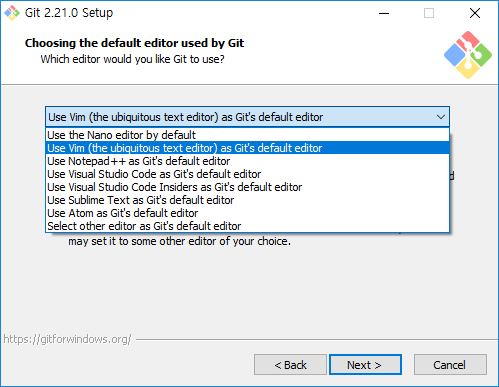 Git 2.21.0 Setup
Choosing the default editor used by Git
Which editor would you like Git to use?
Use Vim (the ubiquitous text editor) as Git's default editor
Use the Nano editor by default
Use Vim (the ubiquitous text editor) as Git's default editor
Use Notepad++ as Git's default editor
Use Visual Studio Code as Git's default editor
Use Visual Studio Code Insiders as Git's default editor
Use Sublime Text as Git's default editor
Use Atom as Git's default editor
Select other editor as Git's default editor
may set it to some other editor of your choice.
https://gitforwindows.org/
< Back
Next >
Cancel